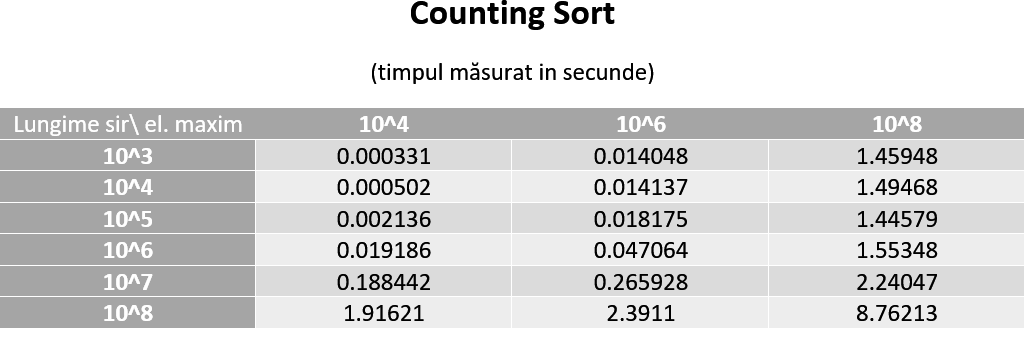 Counting Sort
(timpul măsurat in secunde)
Lungime sir\ el. maxim 10^4 10^6 10^8
10^3 0.000331 0.014048 1.45948
10^4 0.000502 0.014137 1.49468
10^5 0.002136 0.018175 1.44579
10^6 0.019186 0.047064 1.55348
10^7 0.188442 0.265928 2.24047
10^8 1.91621 2.3911 8.76213